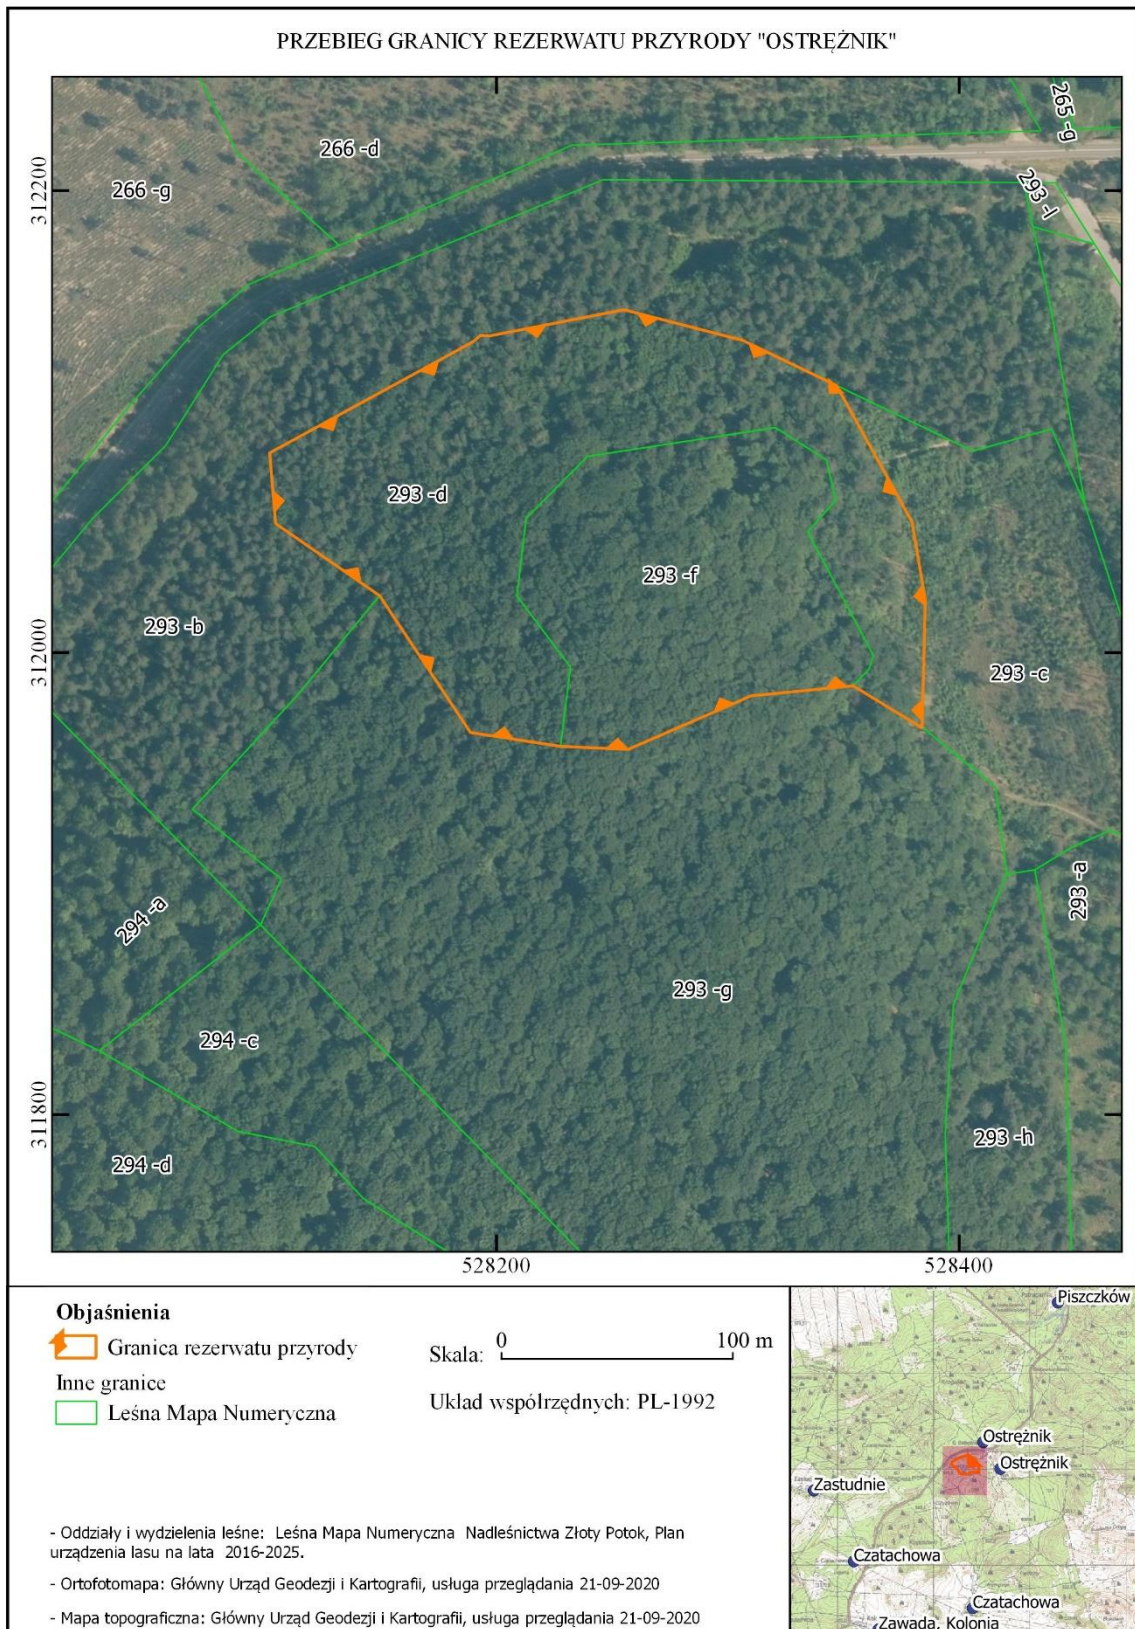 PRZEBIEG GRANICY REZERWATU PRZYRODY "OSTRĘŻNIK"
265 -g
266 -d
266 -g
293 -l
312200
293 -d
293 -f
293 -b
312000
293 -c
293 -a
294 -a
293 -g
294 -c
311800
293 -h
294 -d
528200
528400
Objaśnienia
Granica rezerwatu przyrody
Inne granice
Leśna Mapa Numeryczna
Skala:
0
100 m
Układ współrzędnych: PL-1992
- Oddziały i wydzielenia leśne: Leśna Mapa Numeryczna Nadleśnictwa Złoty Potok, Plan
urządzenia lasu na lata 2016-2025.
- Ortofotomapa: Główny Urząd Geodezji i Kartografii, usługa przeglądania 21-09-2020
- Mapa topograficzna: Główny Urząd Geodezji i Kartografii, usługa przeglądania 21-09-2020
Piszczków
Ostrężnik
Ostrężnik
Zastudnie
Czatachowa
Czatachowa
Zawada, Kolonia